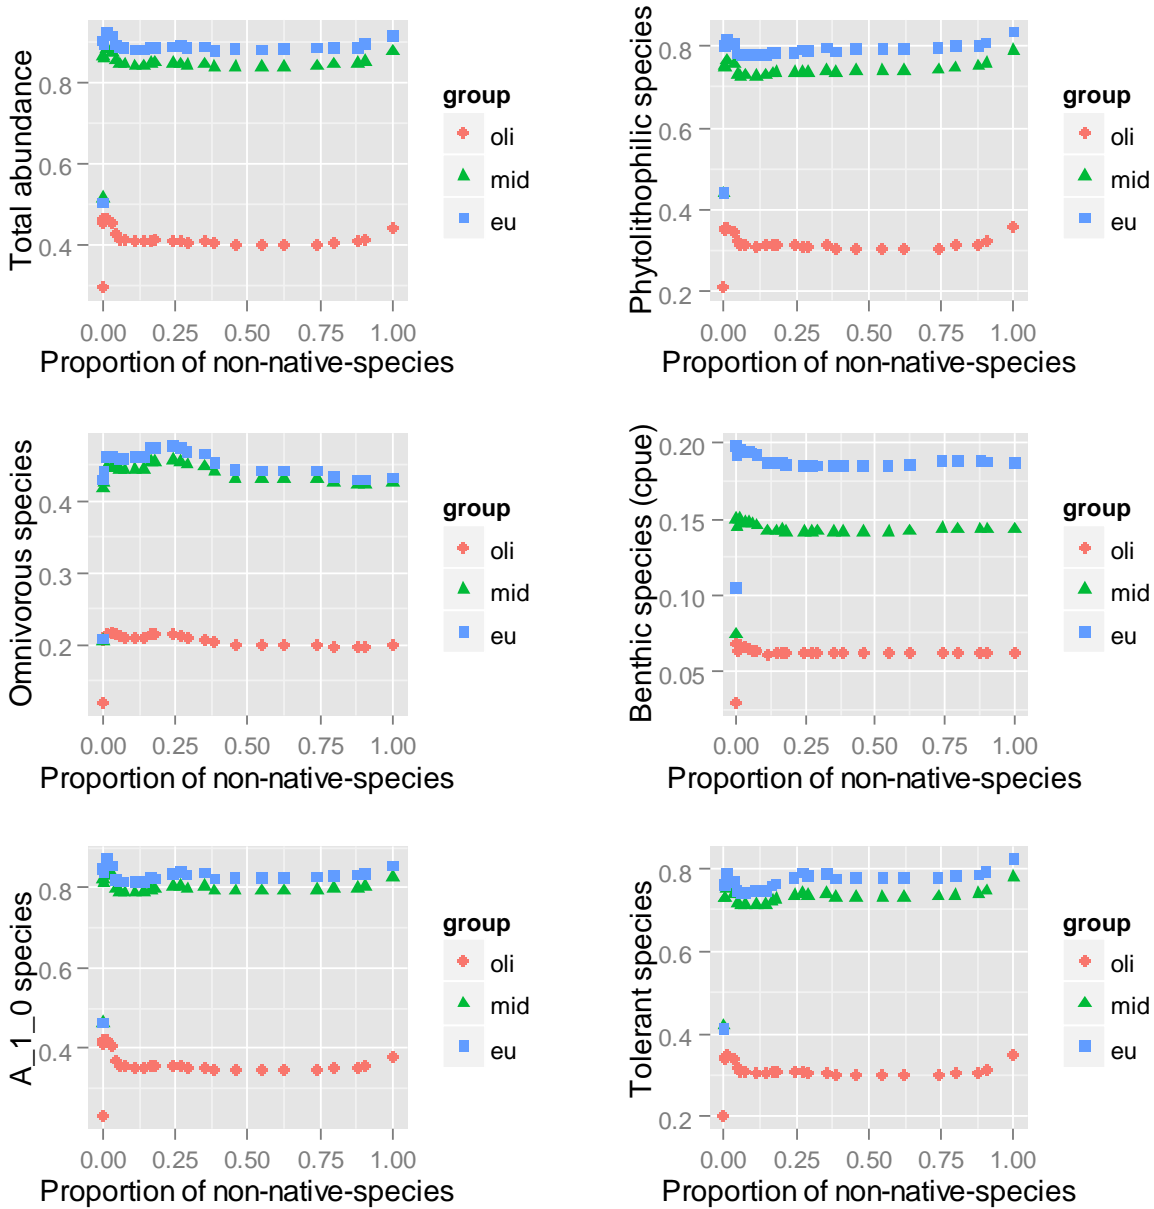 Total abundance
0.8
0.6
0.4
0.00 0.25 0.50 0.75 1.00
Proportion of non-native-species
group
oli
mid
eu
Phytolithophilic species
0.8
0.6
0.4
0.2
0.00 0.25 0.50 0.75 1.00
Proportion of non-native-species
group
oli
mid
eu
Omnivorous species
0.4
0.3
0.2
0.00 0.25 0.50 0.75 1.00
Proportion of non-native-species
group
oli
mid
eu
Benthic species (cpue)
0.20
0.15
0.10
0.05
0.00 0.25 0.50 0.75 1.00
Proportion of non-native-species
group
oli
mid
eu
A_1_0 species
0.8
0.6
0.4
0.00 0.25 0.50 0.75 1.00
Proportion of non-native-species
group
oli
mid
eu
Tolerant species
0.8
0.6
0.4
0.2
0.00 0.25 0.50 0.75 1.00
Proportion of non-native-species
group
oli
mid
eu